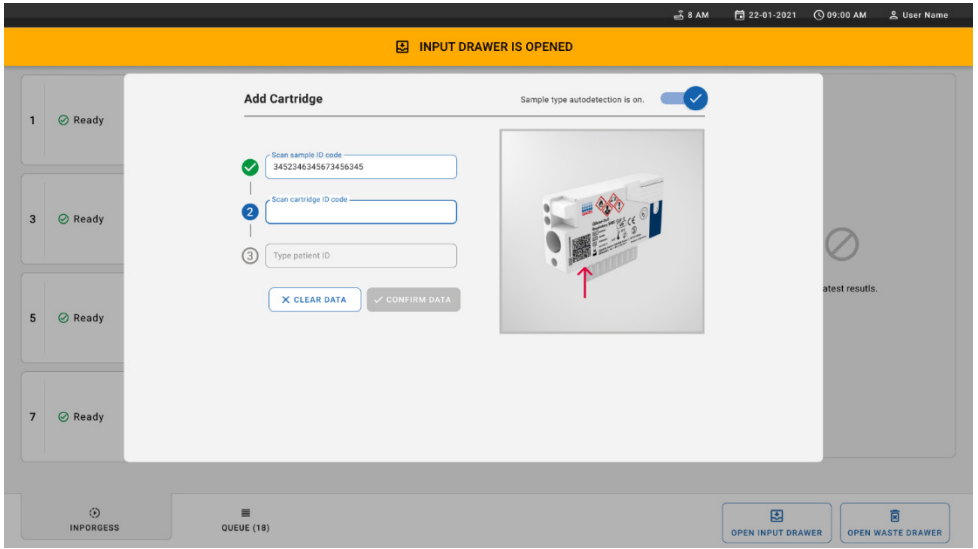 8 AM 22-01-2021 09:00 AM User Name
INPUT DRAWER IS OPENED
Add Cartridge
Sample type autodetection is on.
1 Ready
Scan sample ID code
3452346345673456345
Scan cartridge ID code
2
3 Ready
3 Type patient ID
CLEAR DATA
CONFIRM DATA
atest resutls.
5 Ready
7 Ready
INPORGESS
QUEUE (18)
OPEN INPUT DRAWER
OPEN WASTE DRAWER